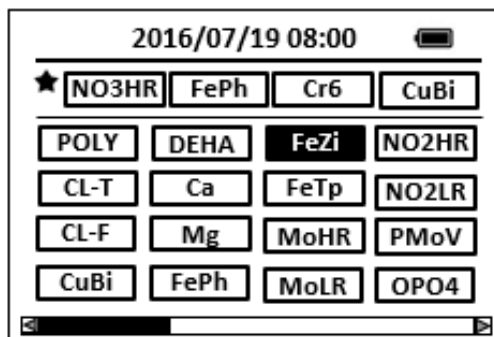 2016/07/19 08:00
NO3HR FePh Cr6 CuBi
POLY DEHA FeZi NO2HR
CL-T Ca FeTp NO2LR
CL-F Mg MoHR PMoV
CuBi FePh MoLR OPO4